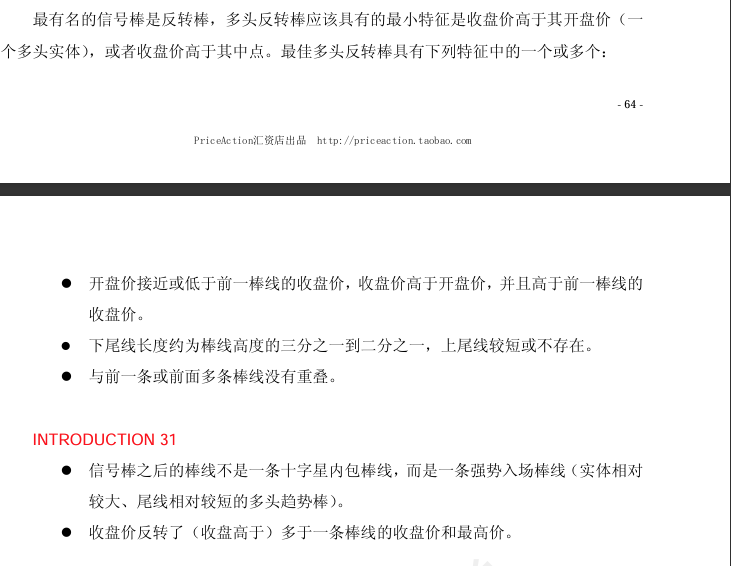 最有名的信号棒是反转棒，多头反转棒应该具有的最小特征是收盘价高于其开盘价（一
个多头实体），或者收盘价高于其中点。最佳多头反转棒具有下列特征中的一个或多个：
- 64 -
PriceAction汇资店出品 http://priceaction.taobao.com
● 开盘价接近或低于前一棒线的收盘价，收盘价高于开盘价，并且高于前一棒线的
收盘价。
● 下尾线长度约为棒线高度的三分之一到二分之一，上尾线较短或不存在。
● 与前一条或前面多条棒线没有重叠。
INTRODUCTION 31
● 信号棒之后的棒线不是一条十字星内包棒线，而是一条强势入场棒线（实体相对
较大、尾线相对较短的多头趋势棒）。
● 收盘价反转了（收盘高于）多于一条棒线的收盘价和最高价。